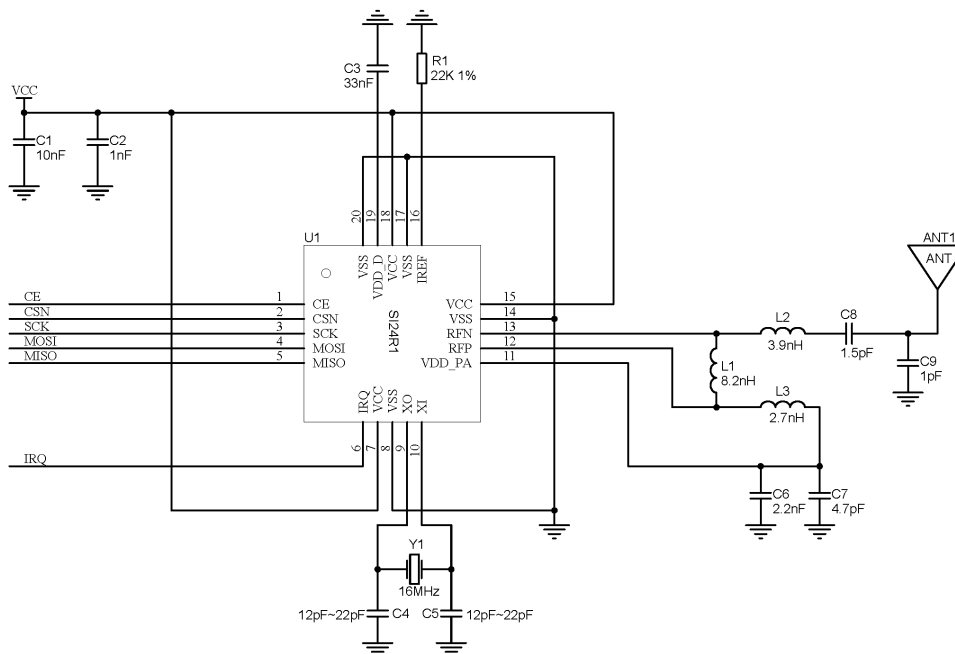 C3
33nF
R1
22K 1%
VCC
C1
10nF
C2
1nF
20
19
18
17
16
U1
VSS
VDD_D
VCC
VSS
IREF
ANT1
ANT
CE
CSN
SCK
MOSI
MISO
1
2
3
4
5
CE
CSN
SCK
MOSI
MISO
SI24R1
VCC
VSS
RFN
RFP
VDD_PA
15
14
13
12
11
L2
3.9nH
C8
1.5pF
C9
1pF
L1
8.2nH
L3
2.7nH
IRQ
VCC
VSS
XO
XI
6
7
8
9
10
IRQ
C6
2.2nF
C7
4.7pF
Y1
16MHz
12pF~22pF
C4
C5
12pF~22pF